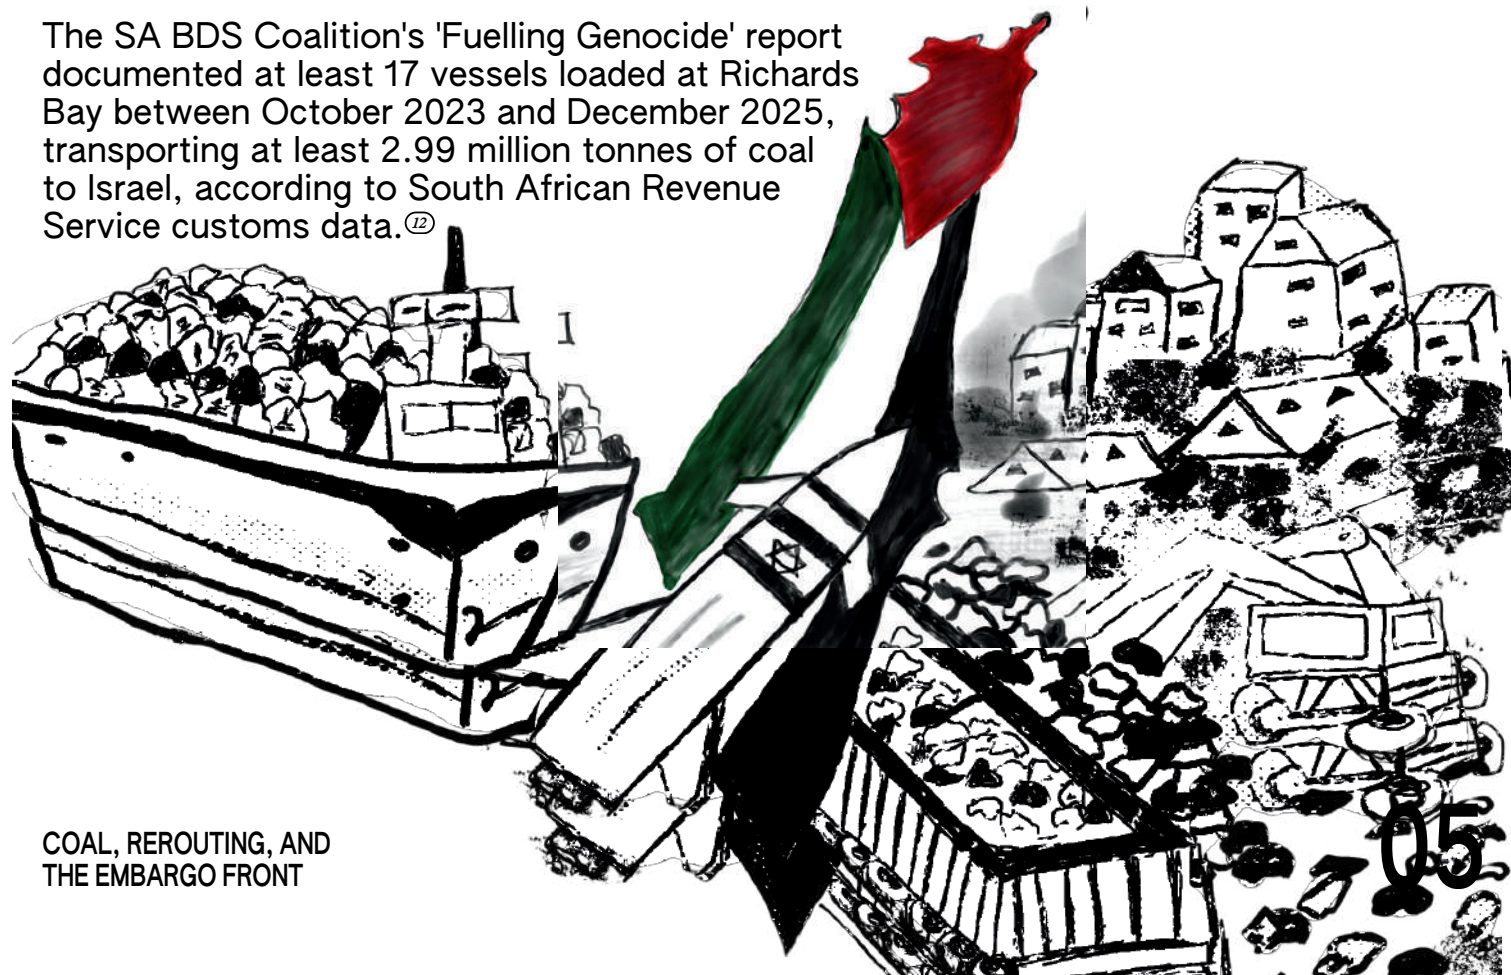 The SA BDS Coalition's 'Fuelling Genocide' report
documented at least 17 vessels loaded at Richards
Bay between October 2023 and December 2025,
transporting at least 2.99 million tonnes of coal
to Israel, according to South African Revenue
Service customs data.⑫
COAL, REROUTING, AND
THE EMBARGO FRONT
05